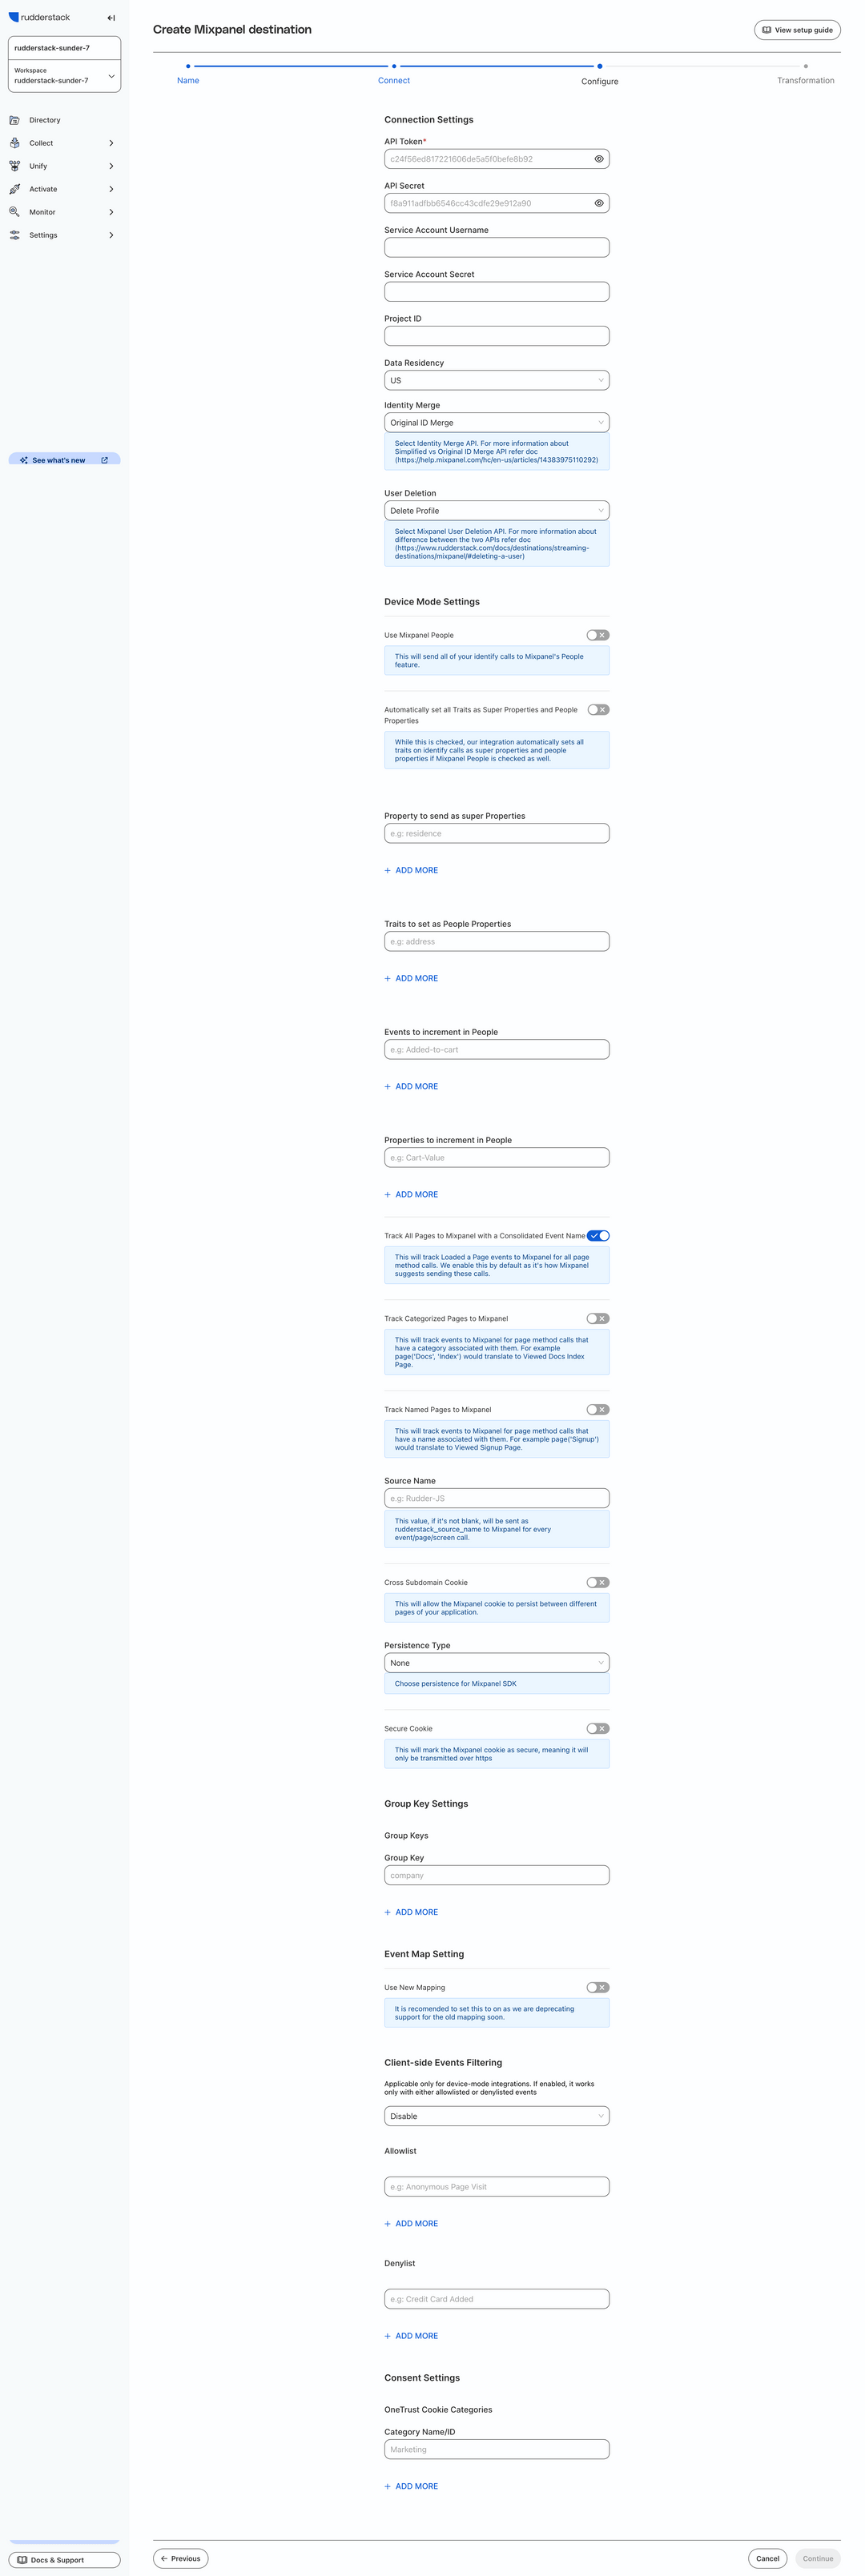 rudderstack
rudderstack-sunder-7
Workspace
rudderstack-sunder-7
Directory
Collect
Unify
Activate
Monitor
Settings
See what's new
Docs & Support
Create Mixpanel destination
View setup guide
Name
Connect
Configure
Transformation
Connection Settings
API Token*
c24f56ed817221606de5a5f0befe8b92
API Secret
f8a911adfbb6546cc43cdfe29e912a90
Service Account Username
Service Account Secret
Project ID
Data Residency
US
Identity Merge
Original ID Merge
Select Identity Merge API. For more information about
Simplified vs Original ID Merge API refer doc
(https://help.mixpanel.com/hc/en-us/articles/14383975110292)
User Deletion
Delete Profile
Select Mixpanel User Deletion API. For more information about
difference between the two APIs refer doc
(https://www.rudderstack.com/docs/destinations/streaming-
destinations/mixpanel/#deleting-a-user)
Device Mode Settings
Use Mixpanel People
This will send all of your identify calls to Mixpanel's People
feature.
Automatically set all Traits as Super Properties and People
Properties
While this is checked, our integration automatically sets all
traits on identify calls as super properties and people
properties if Mixpanel People is checked as well.
Property to send as super Properties
e.g: residence
+ ADD MORE
Traits to set as People Properties
e.g: address
+ ADD MORE
Events to increment in People
e.g: Added-to-cart
+ ADD MORE
Properties to increment in People
e.g: Cart-Value
+ ADD MORE
Track All Pages to Mixpanel with a Consolidated Event Name
This will track Loaded a Page events to Mixpanel for all page
method calls. We enable this by default as it's how Mixpanel
suggests sending these calls.
Track Categorized Pages to Mixpanel
This will track events to Mixpanel for page method calls that
have a category associated with them. For example
page('Docs', 'Index') would translate to Viewed Docs Index
Page.
Track Named Pages to Mixpanel
This will track events to Mixpanel for page method calls that
have a name associated with them. For example page('Signup')
would translate to Viewed Signup Page.
Source Name
e.g: Rudder-JS
This value, if it's not blank, will be sent as
rudderstack_source_name to Mixpanel for every
event/page/screen call.
Cross Subdomain Cookie
This will allow the Mixpanel cookie to persist between different
pages of your application.
Persistence Type
None
Choose persistence for Mixpanel SDK
Secure Cookie
This will mark the Mixpanel cookie as secure, meaning it will
only be transmitted over https
Group Key Settings
Group Keys
Group Key
company
+ ADD MORE
Event Map Setting
Use New Mapping
It is recomended to set this to on as we are deprecating
support for the old mapping soon.
Client-side Events Filtering
Applicable only for device-mode integrations. If enabled, it works
only with either allowlisted or denylisted events
Disable
Allowlist
e.g: Anonymous Page Visit
+ ADD MORE
Denylist
e.g: Credit Card Added
+ ADD MORE
Consent Settings
OneTrust Cookie Categories
Category Name/ID
Marketing
+ ADD MORE
Previous
Cancel
Continue